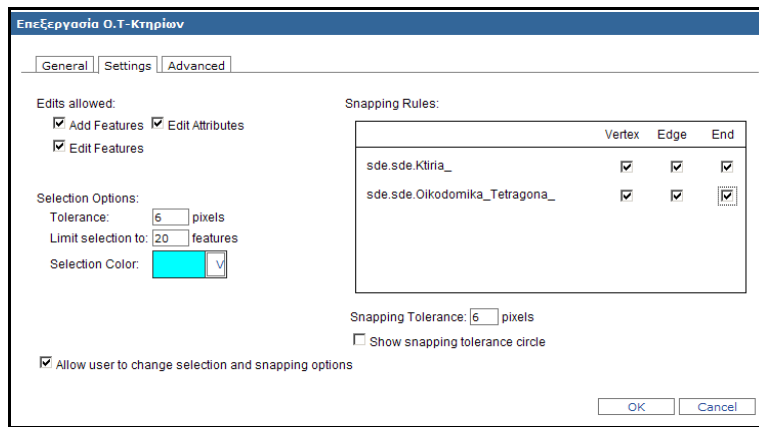 Επεξεργασία Ο.Τ-Κτηρίων
General Settings Advanced
Edits allowed:
Add Features Edit Attributes
Edit Features
Selection Options:
Tolerance: 6 pixels
Limit selection to: 20 features
Selection Color: V
Snapping Rules:
Vertex Edge End
sde.sde.Ktiria_
sde.sde.Oikodomika_Tetragona_
Snapping Tolerance: 6 pixels
Show snapping tolerance circle
Allow user to change selection and snapping options
OK Cancel